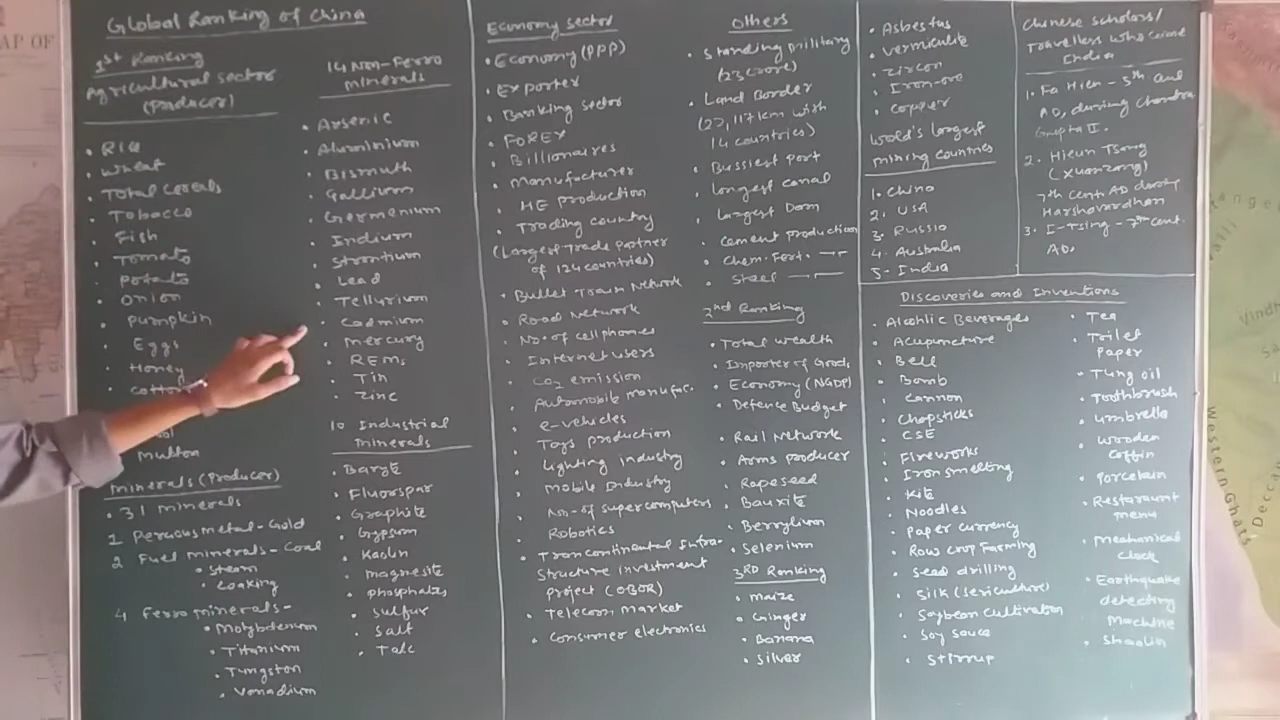 AP OF
Global Ranking of China
1st Ranking
Agricultural sector
(Producer)
• Rice
• Wheat
• Total cereals
• Tobacco
• Fish
• Tomato
• Potato
• Onion
• Pumpkin
• Eggs
• Honey
• Cotton
• Mutton
Minerals (Producer)
• 31 minerals
1 Precious metal - Gold
2 Fuel minerals - Coal
• Steam
• Coaking
4 Ferro minerals -
• Molybdenum
• Titanium
• Tungston
• Vanadium
14 Non-Ferro
minerals
• Arsenic
• Aluminium
• Bismuth
• Gallium
• Germenium
• Indium
• Strontium
• Lead
• Tellyrium
• Cadmium
• Mercury
• REMs
• Tin
• Zinc
10 Industrial
minerals
• Baryte
• Fluorspar
• Graphite
• Gypsum
• Kaolin
• magnesite
• phosphates
• Sulfur
• Salt
• Talc
Economy sector
• Economy (PPP)
• Exporter
• Banking sector
• FOREX
• Billionaires
• Manufacturer
• HE production
• Trading country
(Largest Trade Partner
of 124 countries)
• Bullet Train Network
• Road Network
• No. of cellphones
• Internet users
• CO2 emission
• Automobile manufac.
• e-vehicles
• Toys production
• Lighting industry
• Mobile Industry
• No. of supercomputers
• Robotics
• Transcontinental Infra-
structure investment
project (OBOR)
• Telecom market
• Consumer electronics
Others
• Standing military
(23 crore)
• Land Border
(22,117 km with
14 countries)
• Bussiest port
• longest canal
• largest Dam
• Cement production
• Chem. Fert.
• Steel
2nd Ranking
• Total wealth
• Importer of Goods
• Economy (NGDP)
• Defence Budget
• Rail Network
• Arms producer
• Rapeseed
• Bauxite
• Berrylium
• Selenium
3RD Ranking
• maize
• Ginger
• Banana
• Silver
• Asbestus
• Vermiculite
• Zircon
• Iron-ore
• Copper
World's largest
mining countries
1. China
2. USA
3. Russia
4. Australia
5. India
Chinese scholars/
Travellers who came
India
1. Fa Hien - 5th cent
AD, during Chandra
Gupta II.
2. Hieun Tsang
(Xuanzang)
7th cent. AD during
Harshavardhan
3. I-Tsing - 7th cent.
AD.
Discoveries and Inventions
• Alcohlic Beverages
• Acupuncture
• Bell
• Bomb
• Cannon
• Chopsticks
• CSE
• Fireworks
• Iron smelting
• Kite
• Noodles
• Paper currency
• Row crop farming
• Seed drilling
• Silk (Sericulture)
• Soybean cultivation
• Soy sauce
• Stirrup
• Tea
• Toilet
Paper
• Tung oil
• Toothbrush
• umbrella
• wooden
coffin
• Porcelain
• Restaraunt
menu
• Mechanical
clock
• Earthquake
detecting
Machine
• Shaolin
Western Ghats